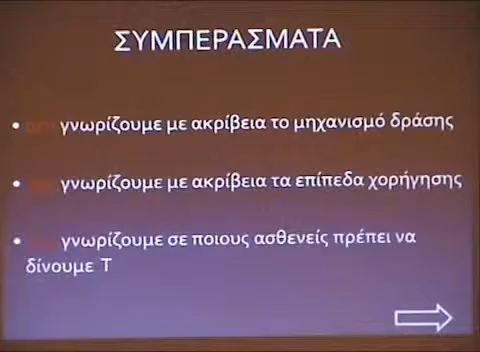 ΣΥΜΠΕΡΑΣΜΑΤΑ
• γνωρίζουμε με ακρίβεια το μηχανισμό δράσης
• γνωρίζουμε με ακρίβεια τα επίπεδα χορήγησης
• γνωρίζουμε σε ποιους ασθενείς πρέπει να
δίνουμε Τ